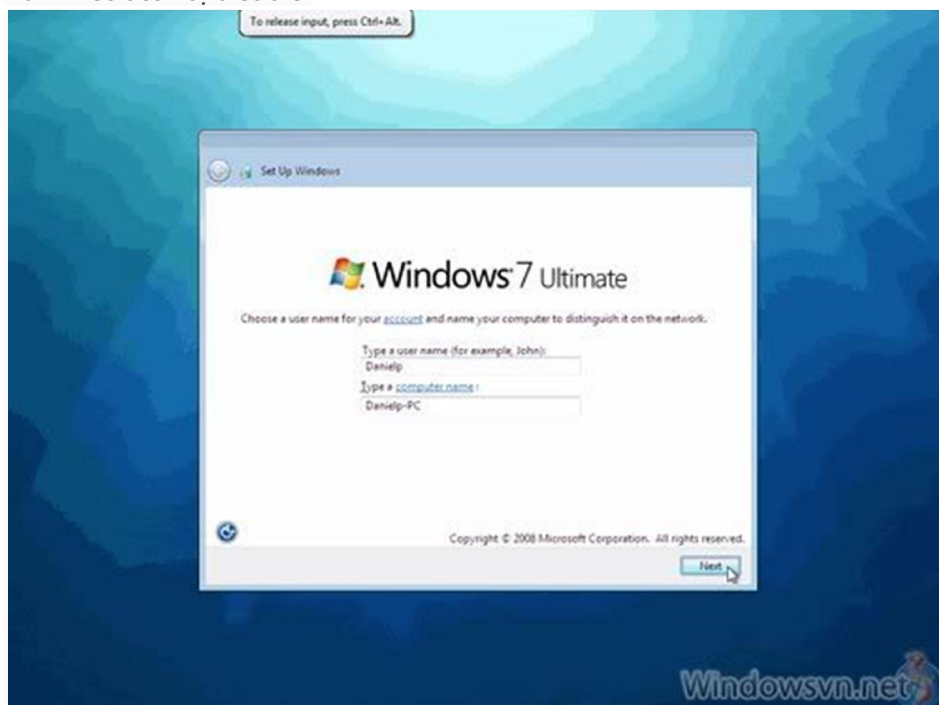 To release input, press Ctrl+Alt.
Set Up Windows
Windows 7 Ultimate
Choose a user name for your account and name your computer to distinguish it on the network.
Type a user name (for example, John):
Danielp
Type a computer name:
Danielp-PC
Copyright © 2008 Microsoft Corporation. All rights reserved.
Next
Windowsvn.net